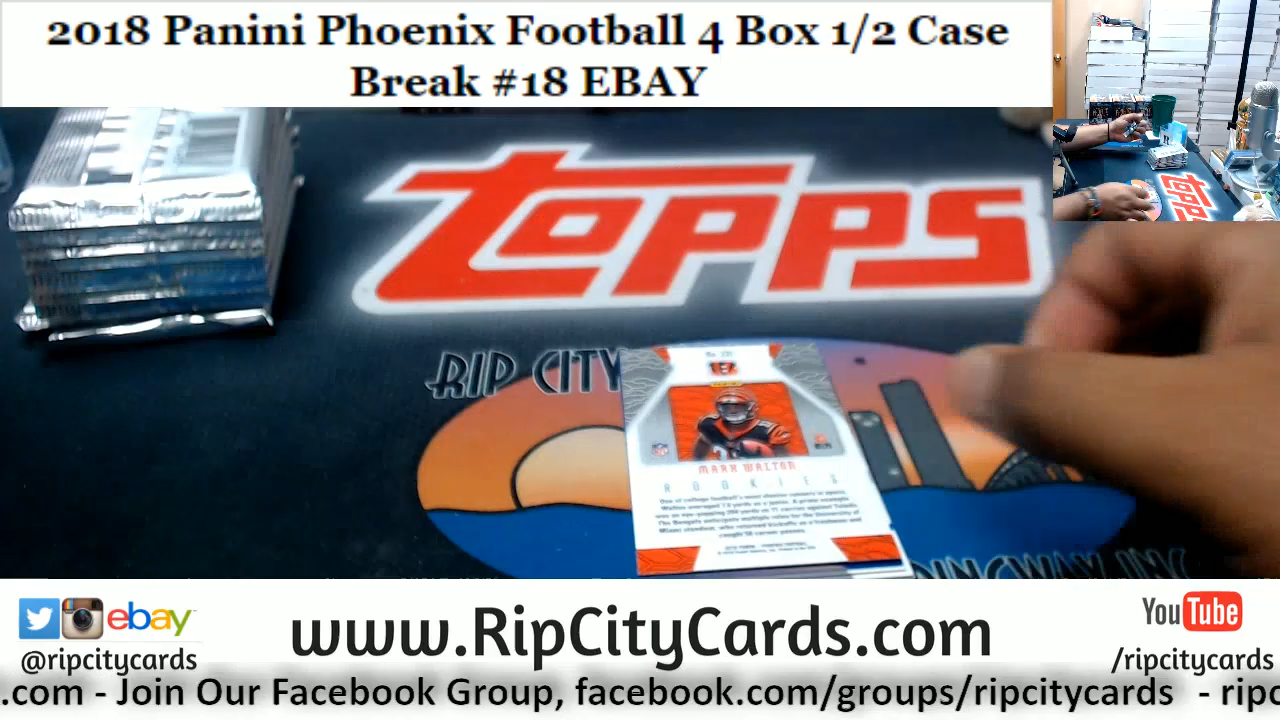 2018 Panini Phoenix Football 4 Box 1/2 Case
Break #18 EBAY
TOPPS
TOPPS
RIP CITY
MARK WALTON
ROOKIES
ebay
www.RipCityCards.com
YouTube
@ripcitycards
/ripcitycards
.com - Join Our Facebook Group, facebook.com/groups/ripcitycards - ripc